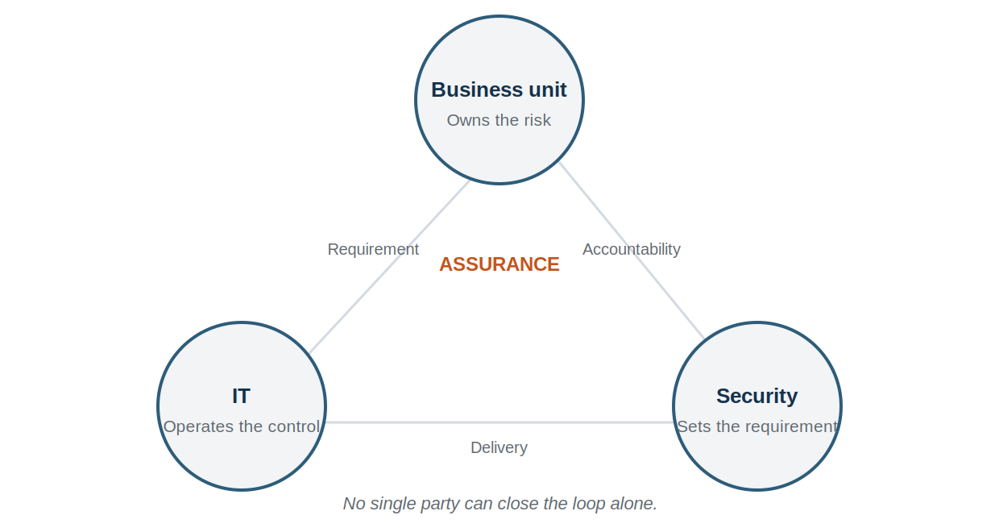 Business unit
Owns the risk
Requirement
Accountability
ASSURANCE
IT
Operates the control
Security
Sets the requirement
Delivery
No single party can close the loop alone.